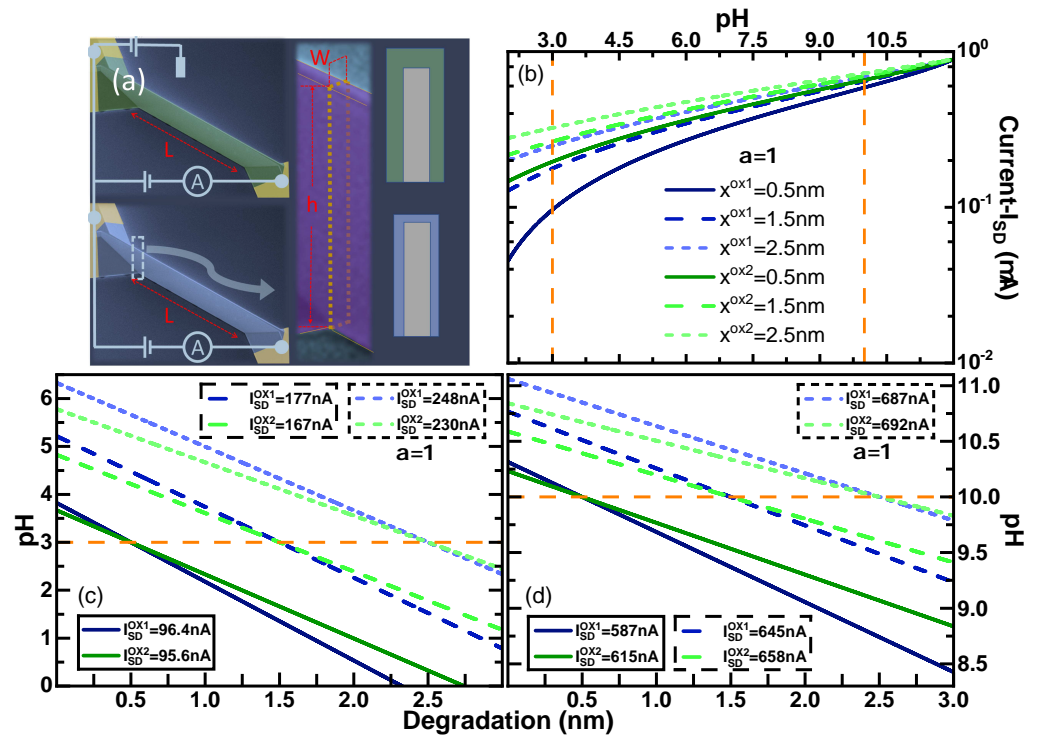 (a)
W
L
h
A
L
A
pH
3.0 4.5 6.0 7.5 9.0 10.5
(b)
10⁰
10⁻¹
10⁻²
Current-I_SD (mA)
a=1
x^ox1=0.5nm
x^ox1=1.5nm
x^ox1=2.5nm
x^ox2=0.5nm
x^ox2=1.5nm
x^ox2=2.5nm
pH
6
5
4
3
2
1
0
I_SD^OX1=177nA
I_SD^OX2=167nA
I_SD^OX1=248nA
I_SD^OX2=230nA
a=1
(c)
I_SD^OX1=96.4nA
I_SD^OX2=95.6nA
0.5 1.0 1.5 2.0 2.5
I_SD^OX1=687nA
I_SD^OX2=692nA
a=1
(d)
I_SD^OX1=587nA
I_SD^OX2=615nA
I_SD^OX1=645nA
I_SD^OX2=658nA
11.0
10.5
10.0
9.5
9.0
8.5
pH
0.5 1.0 1.5 2.0 2.5 3.0
Degradation (nm)